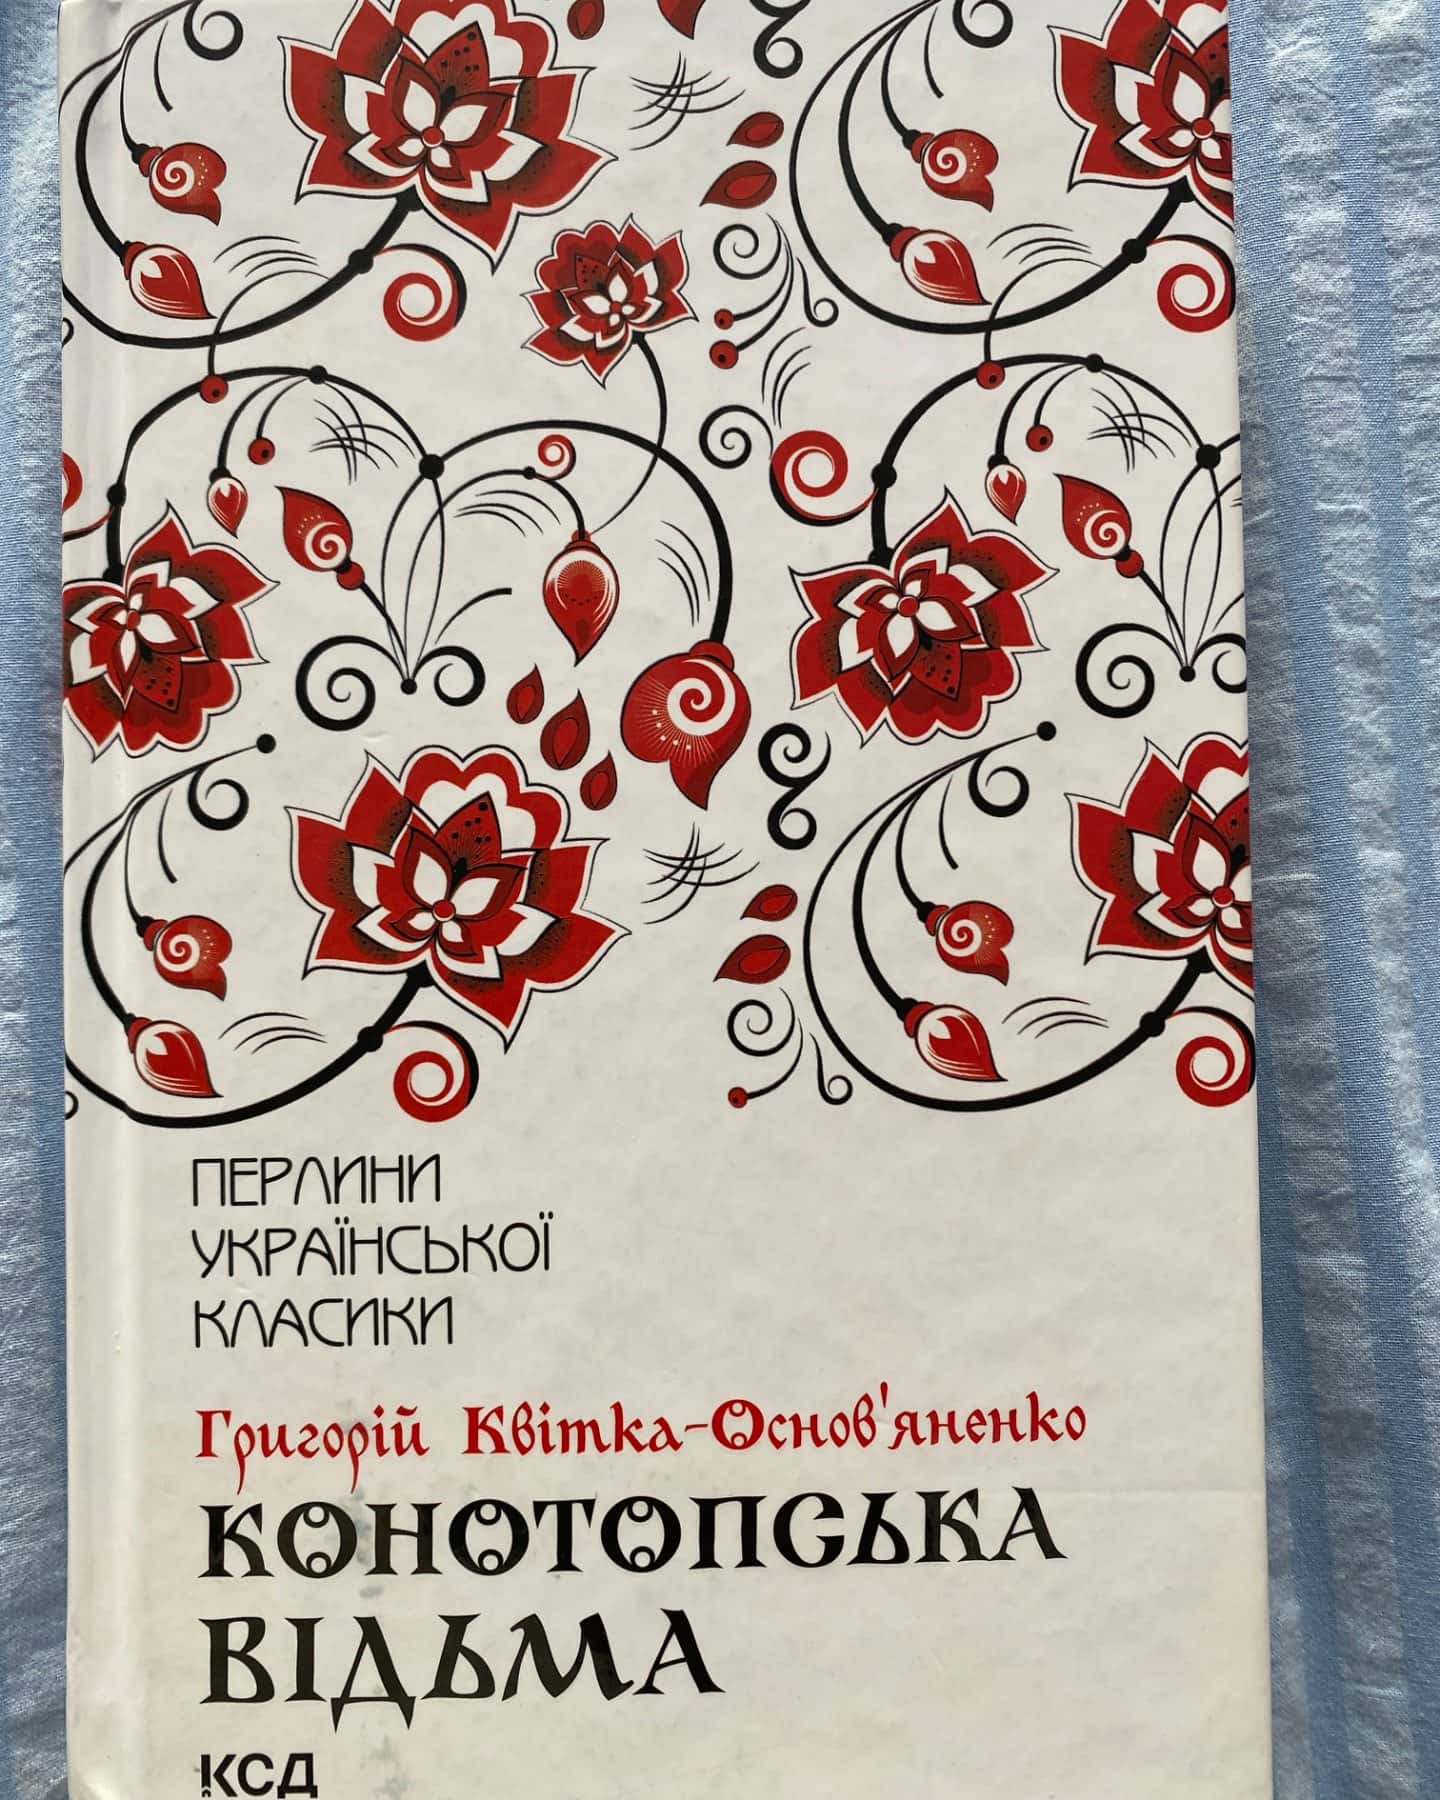 ПЕРЛИНИ
УКРАЇНСЬКОЇ
КЛАСИКИ
Григорій Квітка-Основ'яненко
КОНОТОПСЬКА
ВІДЬМА
КСД